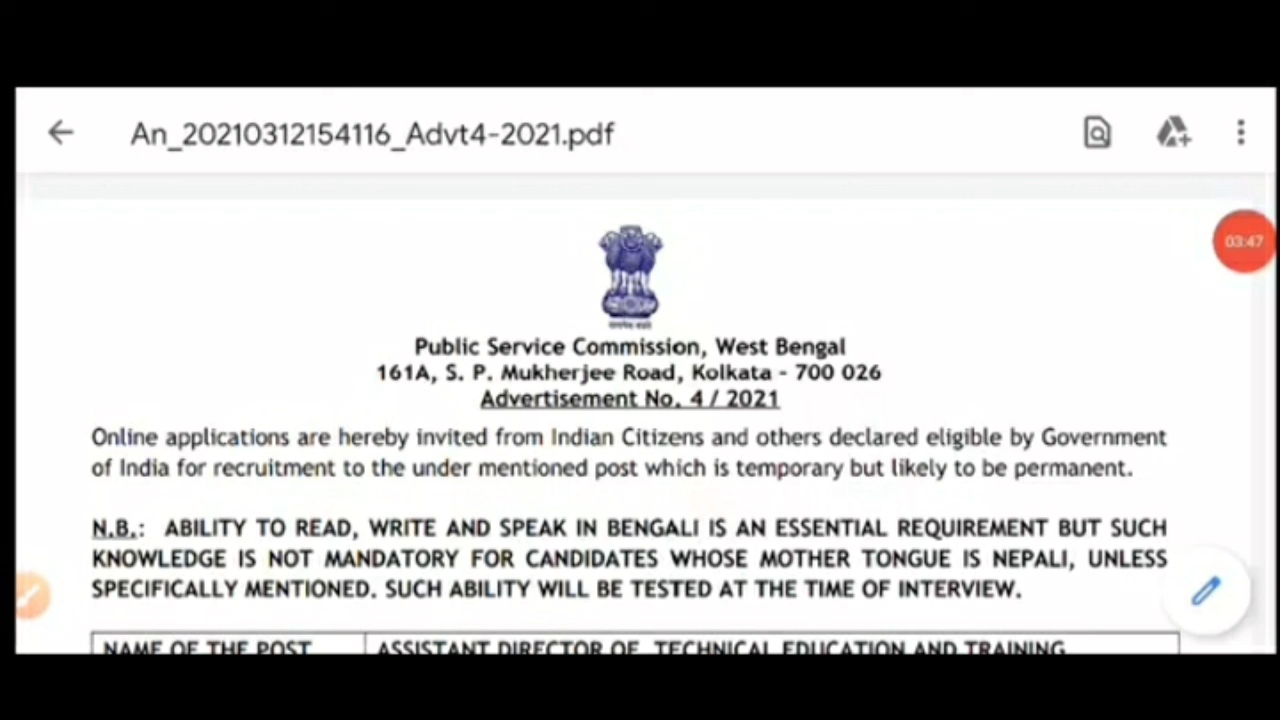 An_20210312154116_Advt4-2021.pdf
03:47
Public Service Commission, West Bengal
161A, S. P. Mukherjee Road, Kolkata - 700 026
Advertisement No. 4 / 2021
Online applications are hereby invited from Indian Citizens and others declared eligible by Government
of India for recruitment to the under mentioned post which is temporary but likely to be permanent.
N.B.: ABILITY TO READ, WRITE AND SPEAK IN BENGALI IS AN ESSENTIAL REQUIREMENT BUT SUCH
KNOWLEDGE IS NOT MANDATORY FOR CANDIDATES WHOSE MOTHER TONGUE IS NEPALI, UNLESS
SPECIFICALLY MENTIONED. SUCH ABILITY WILL BE TESTED AT THE TIME OF INTERVIEW.
NAME OF THE POST ASSISTANT DIRECTOR OF TECHNICAL EDUCATION AND TRAINING